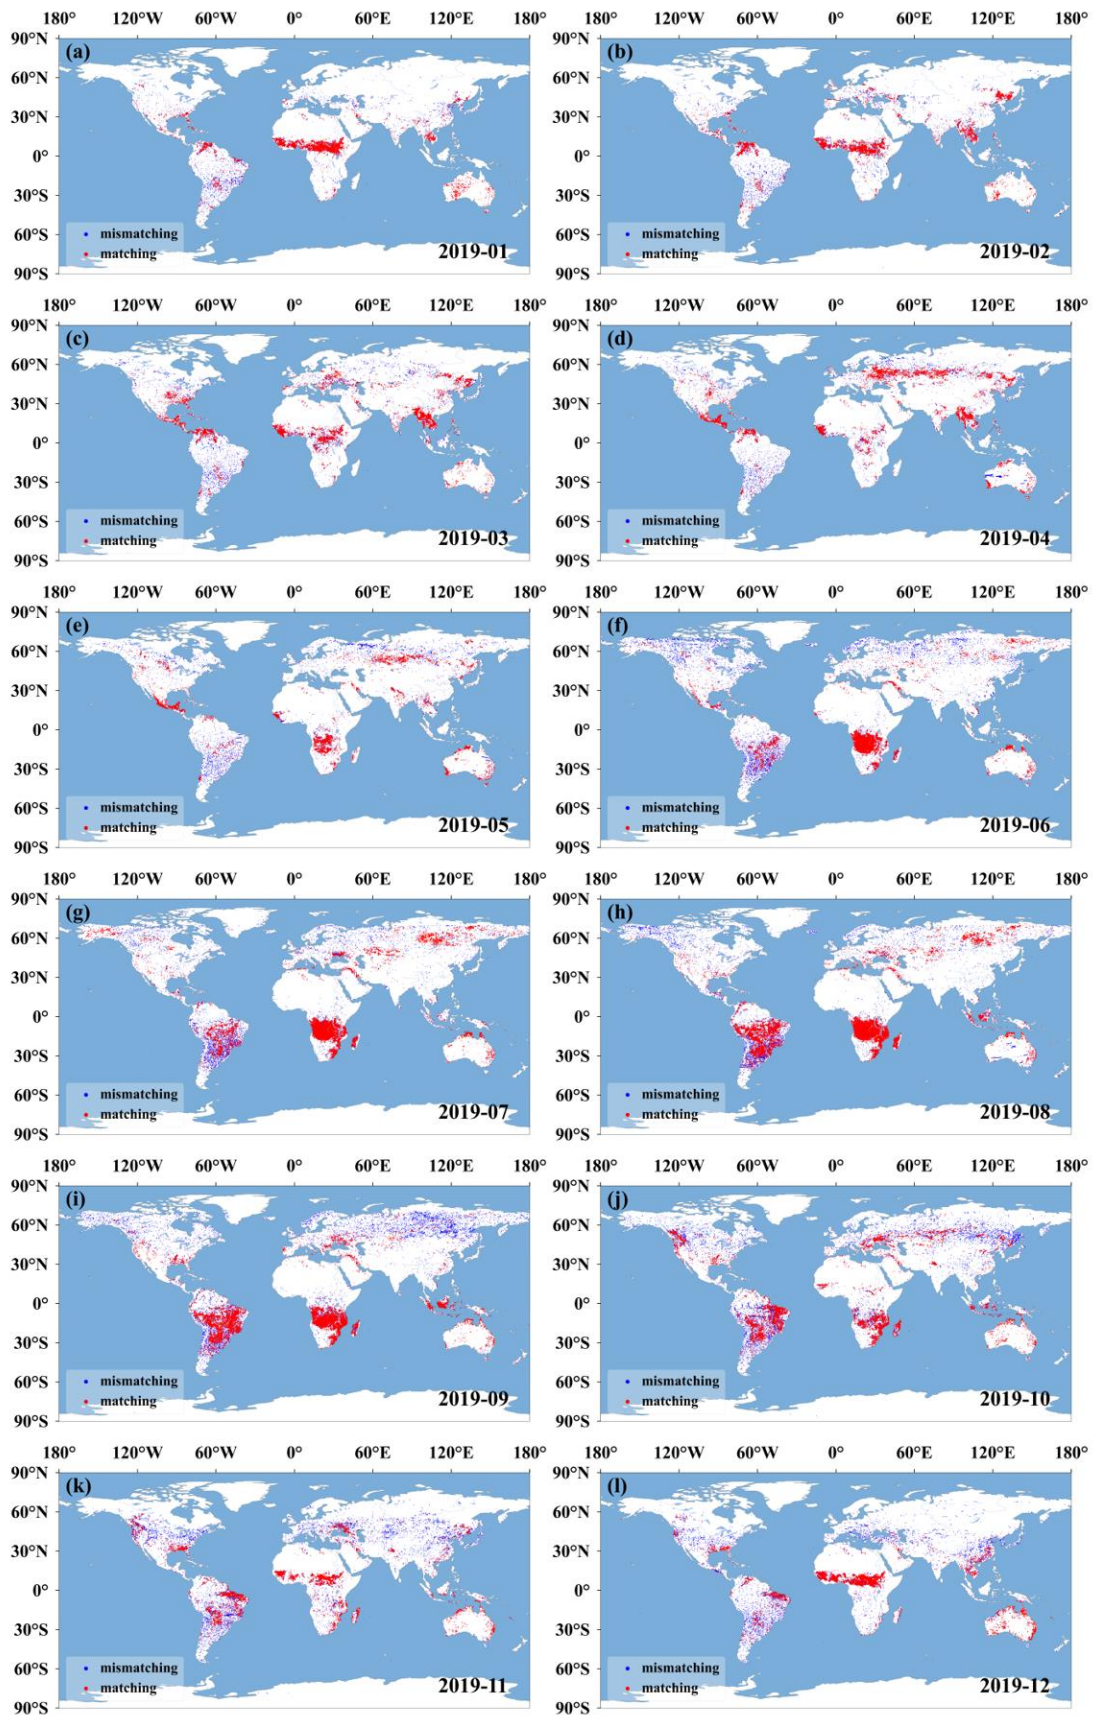 180° 120°W 60°W 0° 60°E 120°E 180° 180° 120°W 60°W 0° 60°E 120°E 180°
90°N (a) 90°N (b)
60°N 60°N
30°N 30°N
0° 0°
30°S 30°S
mismatching mismatching
60°S 60°S
matching 2019-01 matching 2019-02
90°S 90°S
180° 120°W 60°W 0° 60°E 120°E 180° 180° 120°W 60°W 0° 60°E 120°E 180°
90°N (c) 90°N (d)
60°N 60°N
30°N 30°N
0° 0°
30°S 30°S
mismatching mismatching
60°S 60°S
matching 2019-03 matching 2019-04
90°S 90°S
180° 120°W 60°W 0° 60°E 120°E 180° 180° 120°W 60°W 0° 60°E 120°E 180°
90°N (e) 90°N (f)
60°N 60°N
30°N 30°N
0° 0°
30°S 30°S
mismatching mismatching
60°S 60°S
matching 2019-05 matching 2019-06
90°S 90°S
180° 120°W 60°W 0° 60°E 120°E 180° 180° 120°W 60°W 0° 60°E 120°E 180°
90°N (g) 90°N (h)
60°N 60°N
30°N 30°N
0° 0°
30°S 30°S
mismatching mismatching
60°S 60°S
matching 2019-07 matching 2019-08
90°S 90°S
180° 120°W 60°W 0° 60°E 120°E 180° 180° 120°W 60°W 0° 60°E 120°E 180°
90°N (i) 90°N (j)
60°N 60°N
30°N 30°N
0° 0°
30°S 30°S
mismatching mismatching
60°S 60°S
matching 2019-09 matching 2019-10
90°S 90°S
180° 120°W 60°W 0° 60°E 120°E 180° 180° 120°W 60°W 0° 60°E 120°E 180°
90°N (k) 90°N (l)
60°N 60°N
30°N 30°N
0° 0°
30°S 30°S
mismatching mismatching
60°S 60°S
matching 2019-11 matching 2019-12
90°S 90°S